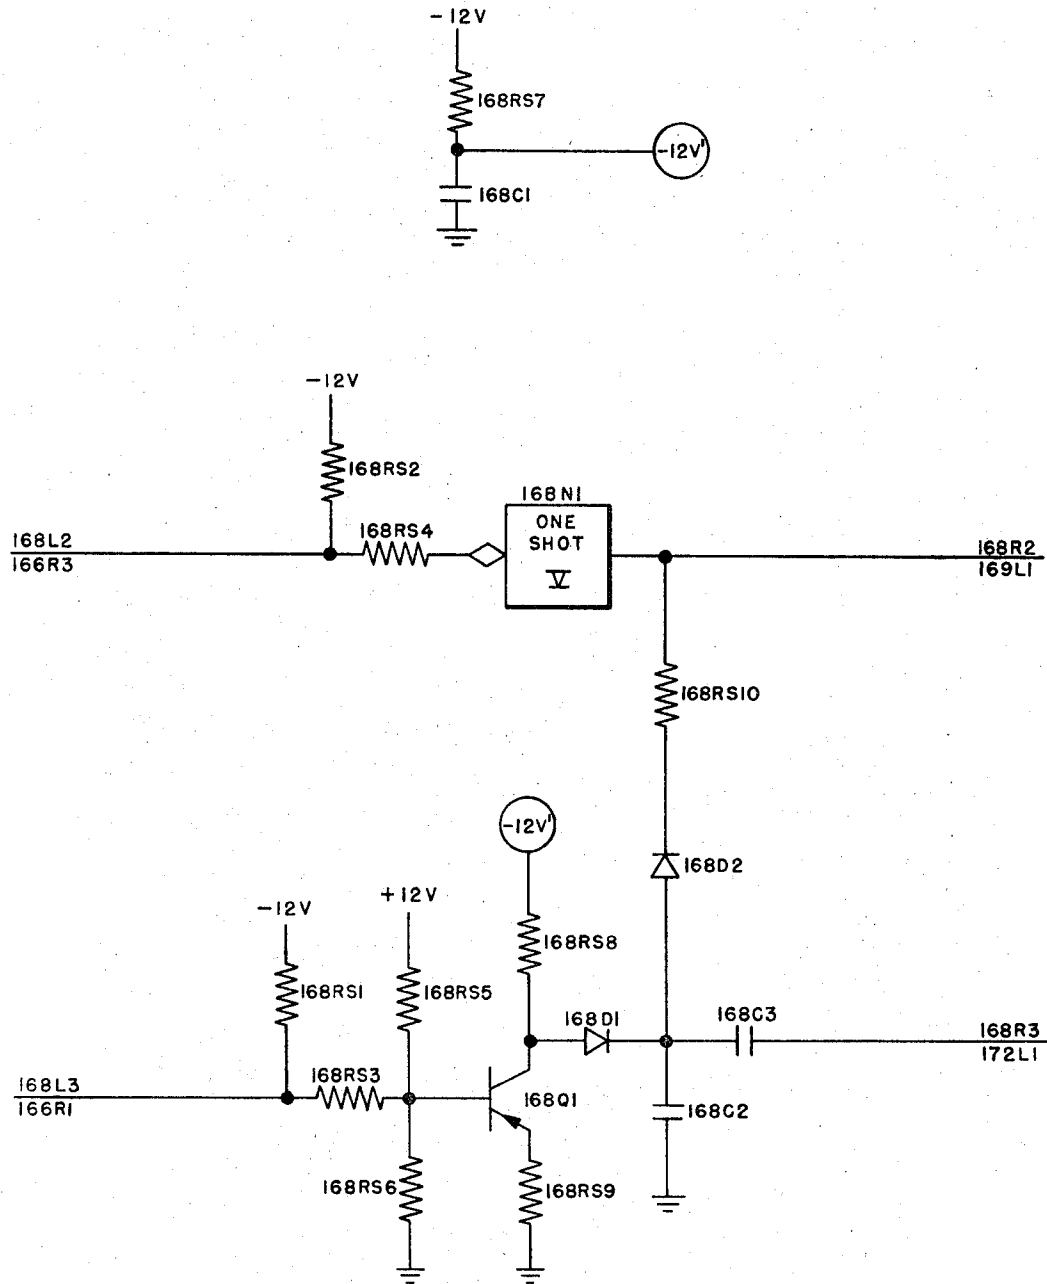 -12V
168RS7
-12V'
168C1
-12V
168RS2
168N1
ONE
SHOT
V
168RS4
168L2
166R3
168R2
169L1
168RS10
-12V'
168D2
+12V
-12V
168RS8
168RS1
168RS5
168D1
168C3
168R3
172L1
168RS3
168L3
166R1
168Q1
168C2
168RS6
168RS9